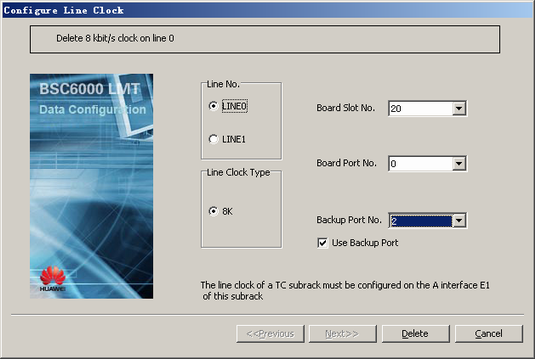 Configure Line Clock
Delete 8 kbit/s clock on line 0
BSC6000 LMT
Data Configuration
HUAWEI
Line No.
LINE0
LINE1
Line Clock Type
8K
Board Slot No. 20
Board Port No. 0
Backup Port No. 2
Use Backup Port
The line clock of a TC subrack must be configured on the A interface E1
of this subrack
<<Previous Next>> Delete Cancel